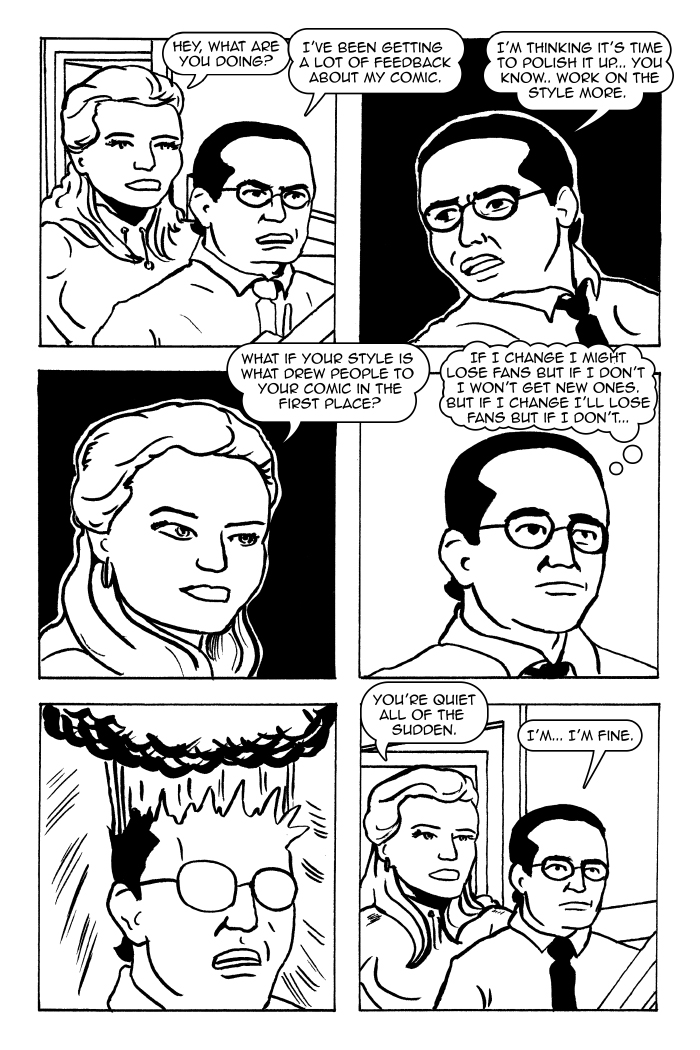 HEY, WHAT ARE
YOU DOING?
I'VE BEEN GETTING
A LOT OF FEEDBACK
ABOUT MY COMIC.
I'M THINKING IT'S TIME
TO POLISH IT UP... YOU
KNOW.. WORK ON THE
STYLE MORE.
WHAT IF YOUR STYLE IS
WHAT DREW PEOPLE TO
YOUR COMIC IN THE
FIRST PLACE?
IF I CHANGE I MIGHT
LOSE FANS BUT IF I DON'T
I WON'T GET NEW ONES.
BUT IF I CHANGE I'LL LOSE
FANS BUT IF I DON'T...
YOU'RE QUIET
ALL OF THE
SUDDEN.
I'M... I'M FINE.